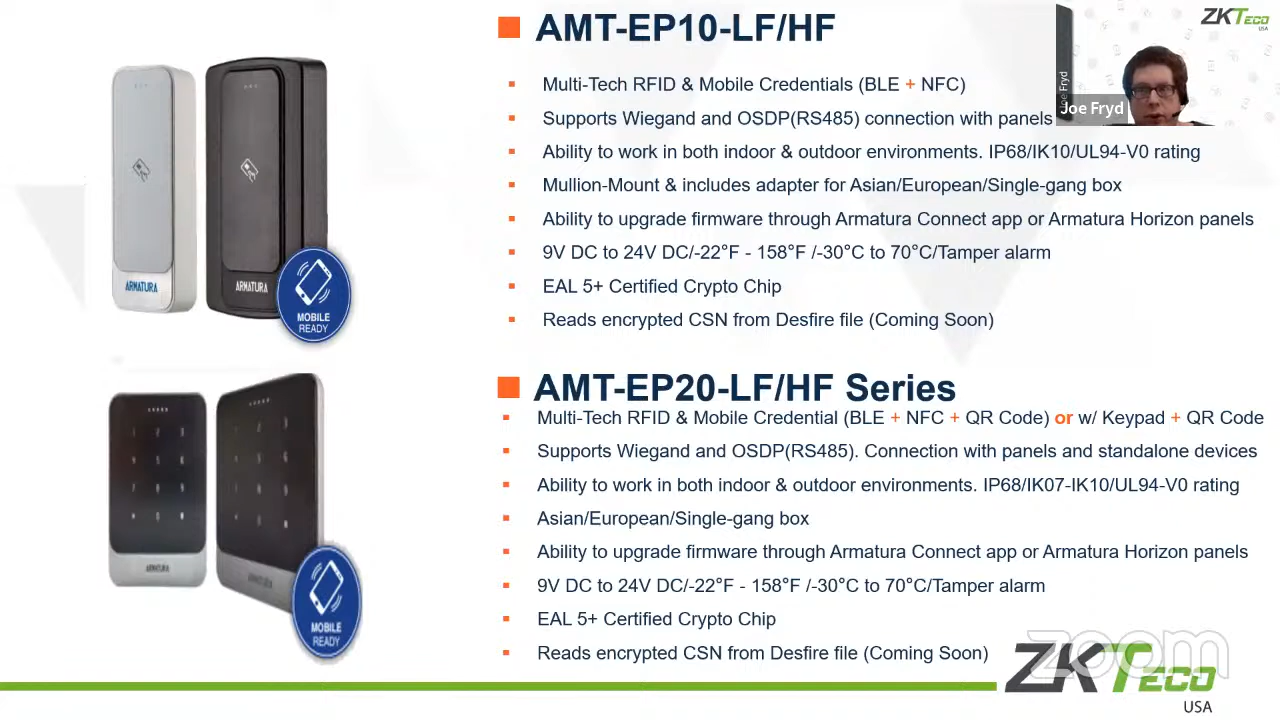 AMT-EP10-LF/HF
Multi-Tech RFID & Mobile Credentials (BLE + NFC)
Supports Wiegand and OSDP(RS485) connection with panels
Ability to work in both indoor & outdoor environments. IP68/IK10/UL94-V0 rating
Mullion-Mount & includes adapter for Asian/European/Single-gang box
Ability to upgrade firmware through Armatura Connect app or Armatura Horizon panels
9V DC to 24V DC/-22°F - 158°F /-30°C to 70°C/Tamper alarm
EAL 5+ Certified Crypto Chip
Reads encrypted CSN from Desfire file (Coming Soon)
ZKTECO
USA
Joe Fryd
Joe Fryd
ARMATURA
ARMATURA
MOBILE
READY
AMT-EP20-LF/HF Series
Multi-Tech RFID & Mobile Credential (BLE + NFC + QR Code) or w/ Keypad + QR Code
Supports Wiegand and OSDP(RS485). Connection with panels and standalone devices
Ability to work in both indoor & outdoor environments. IP68/IK07-IK10/UL94-V0 rating
Asian/European/Single-gang box
Ability to upgrade firmware through Armatura Connect app or Armatura Horizon panels
9V DC to 24V DC/-22°F - 158°F /-30°C to 70°C/Tamper alarm
EAL 5+ Certified Crypto Chip
Reads encrypted CSN from Desfire file (Coming Soon)
ARMATURA
ARMATURA
MOBILE
READY
zoom
ZKTECO
USA